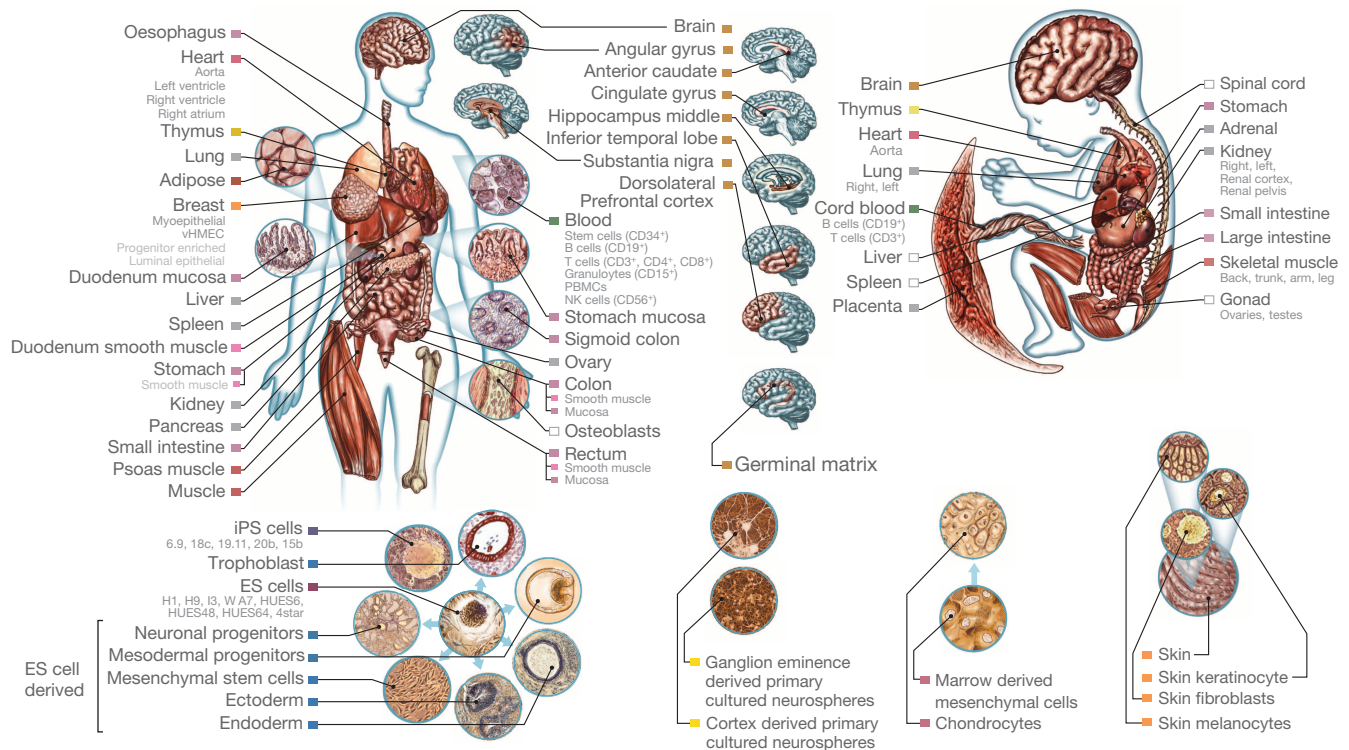 Oesophagus
Heart
Aorta
Left ventricle
Right ventricle
Right atrium
Thymus
Lung
Adipose
Breast
Myoepithelial
vHMEC
Progenitor enriched
Luminal epithelial
Duodenum mucosa
Liver
Spleen
Duodenum smooth muscle
Stomach
Smooth muscle
Kidney
Pancreas
Small intestine
Psoas muscle
Muscle
Brain
Angular gyrus
Anterior caudate
Cingulate gyrus
Hippocampus middle
Inferior temporal lobe
Substantia nigra
Dorsolateral
Prefrontal cortex
Blood
Stem cells (CD34⁺)
B cells (CD19⁺)
T cells (CD3⁺, CD4⁺, CD8⁺)
Granuloytes (CD15⁺)
PBMCs
NK cells (CD56⁺)
Stomach mucosa
Sigmoid colon
Ovary
Colon
Smooth muscle
Mucosa
Osteoblasts
Rectum
Smooth muscle
Mucosa
Germinal matrix
Brain
Thymus
Heart
Aorta
Lung
Right, left
Cord blood
B cells (CD19⁺)
T cells (CD3⁺)
Liver
Spleen
Placenta
Spinal cord
Stomach
Adrenal
Kidney
Right, left,
Renal cortex,
Renal pelvis
Small intestine
Large intestine
Skeletal muscle
Back, trunk, arm, leg
Gonad
Ovaries, testes
iPS cells
6.9, 18c, 19.11, 20b, 15b
Trophoblast
ES cells
H1, H9, I3, W A7, HUES6,
HUES48, HUES64, 4star
ES cell
derived
Neuronal progenitors
Mesodermal progenitors
Mesenchymal stem cells
Ectoderm
Endoderm
Ganglion eminence
derived primary
cultured neurospheres
Cortex derived primary
cultured neurospheres
Marrow derived
mesenchymal cells
Chondrocytes
Skin
Skin keratinocyte
Skin fibroblasts
Skin melanocytes